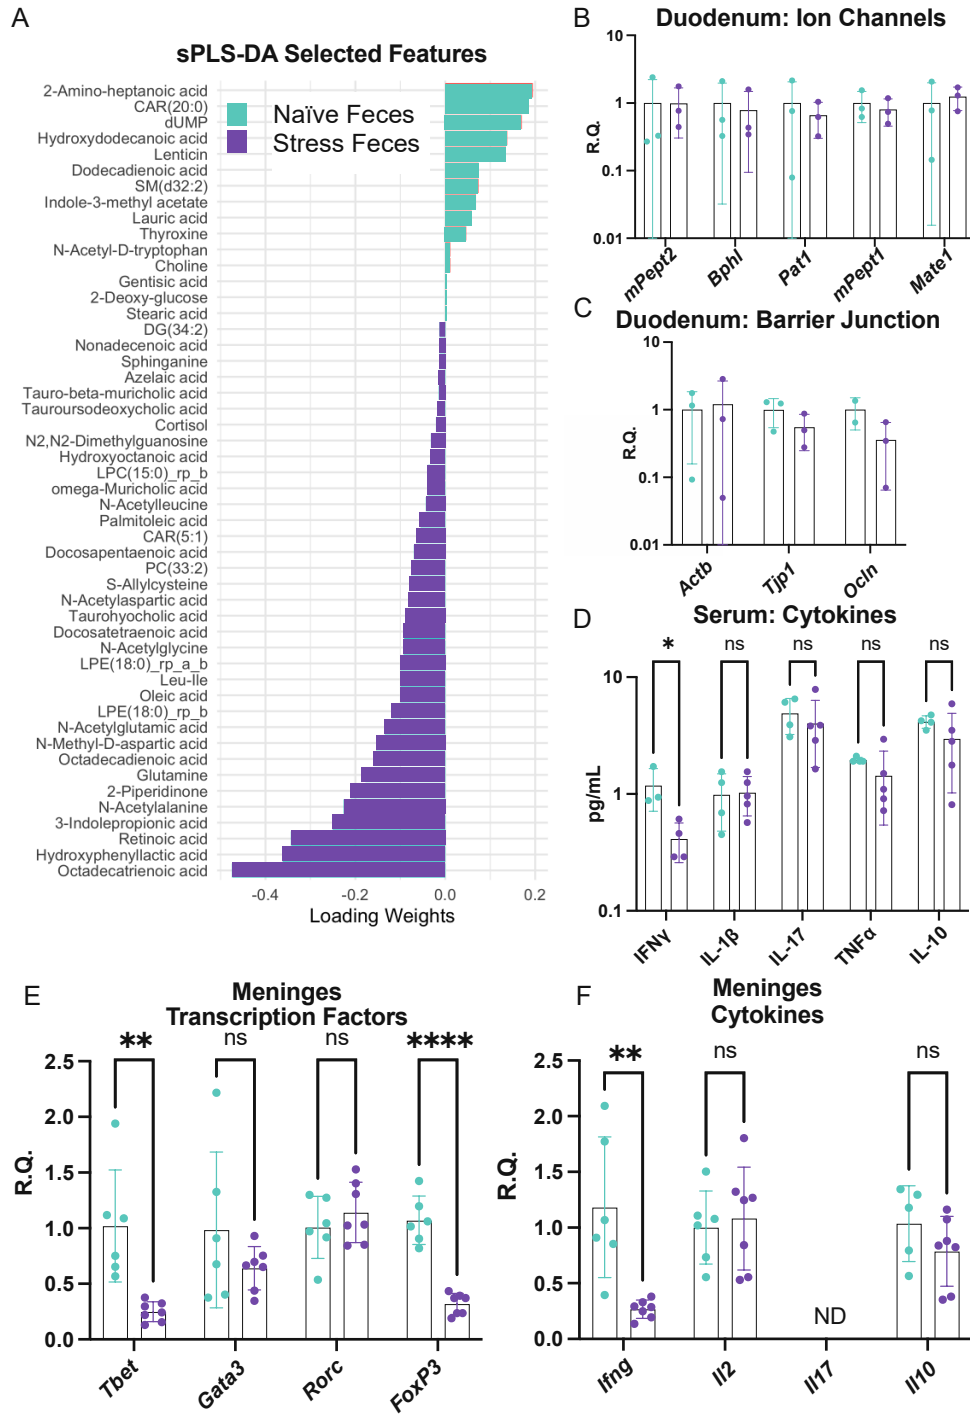 A
sPLS-DA Selected Features
Naïve Feces
Stress Feces
2-Amino-heptanoic acid
CAR(20:0)
dUMP
Hydroxydodecanoic acid
Lenticin
Dodecadienoic acid
SM(d32:2)
Indole-3-methyl acetate
Lauric acid
Thyroxine
N-Acetyl-D-tryptophan
Choline
Gentisic acid
2-Deoxy-glucose
Stearic acid
DG(34:2)
Nonadecenoic acid
Sphinganine
Azelaic acid
Tauro-beta-muricholic acid
Tauroursodeoxycholic acid
Cortisol
N2,N2-Dimethylguanosine
Hydroxyoctanoic acid
LPC(15:0)_rp_b
omega-Muricholic acid
N-Acetylleucine
Palmitoleic acid
CAR(5:1)
Docosapentaenoic acid
PC(33:2)
S-Allylcysteine
N-Acetylaspartic acid
Taurohyocholic acid
Docosatetraenoic acid
N-Acetylglycine
LPE(18:0)_rp_a_b
Leu-Ile
Oleic acid
LPE(18:0)_rp_b
N-Acetylglutamic acid
N-Methyl-D-aspartic acid
Octadecadienoic acid
Glutamine
2-Piperidinone
N-Acetylalanine
3-Indolepropionic acid
Retinoic acid
Hydroxyphenyllactic acid
Octadecatrienoic acid
-0.4 -0.2 0.0 0.2
Loading Weights
B
Duodenum: Ion Channels
R.Q.
10
1
0.1
0.01
mPept2 Bphl Pat1 mPept1 Mate1
C
Duodenum: Barrier Junction
R.Q.
10
1
0.1
0.01
Actb Tjp1 Ocln
D
Serum: Cytokines
* ns ns ns ns
pg/mL
10
1
0.1
IFNγ IL-1β IL-17 TNFα IL-10
E
Meninges
Transcription Factors
** ns ns ****
R.Q.
2.5
2.0
1.5
1.0
0.5
0.0
Tbet Gata3 Rorc FoxP3
F
Meninges
Cytokines
** ns ns
R.Q.
2.5
2.0
1.5
1.0
0.5
0.0
ND
Ifng Il2 Il17 Il10